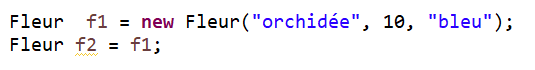 Fleur  f1 = new Fleur("orchidée", 10, "bleu");
Fleur f2 = f1;